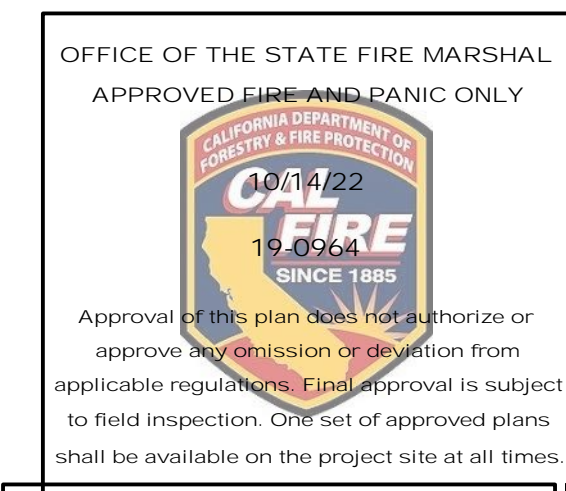 OFFICE OF THE STATE FIRE MARSHAL
APPROVED FIRE AND PANIC ONLY
CALIFORNIA DEPARTMENT OF
FORESTRY & FIRE PROTECTION
10/14/22
CAL
FIRE
19-0964
SINCE 1885
Approval of this plan does not authorize or
approve any omission or deviation from
applicable regulations. Final approval is subject
to field inspection. One set of approved plans
shall be available on the project site at all times.